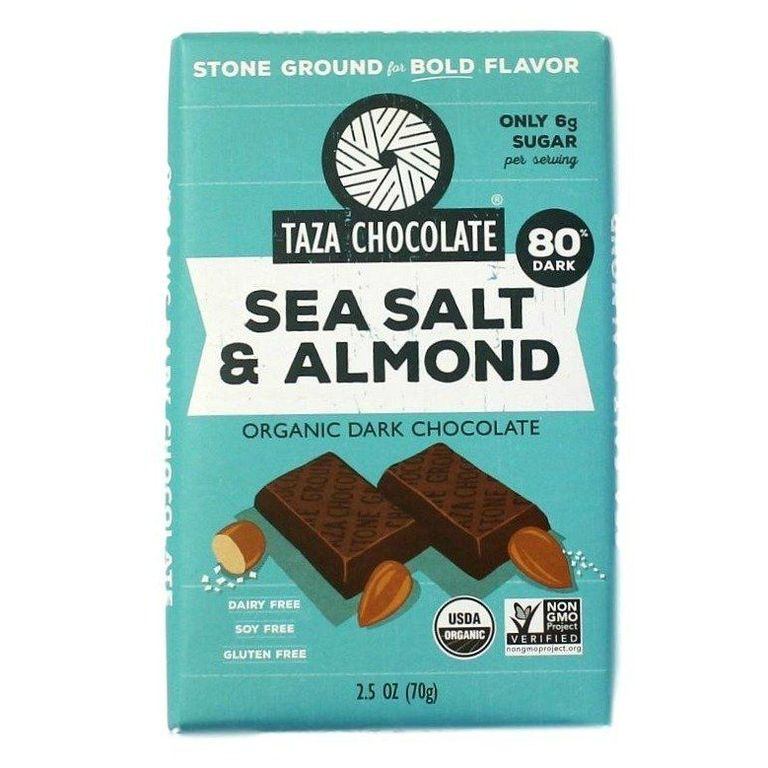 STONE GROUND for BOLD FLAVOR
ONLY 6g
SUGAR
per serving
TAZA CHOCOLATE®
80%
DARK
SEA SALT
& ALMOND
ORGANIC DARK CHOCOLATE
DAIRY FREE
SOY FREE
GLUTEN FREE
USDA
ORGANIC
NON
GMO
Project
VERIFIED
nongmoproject.org
2.5 OZ (70g)